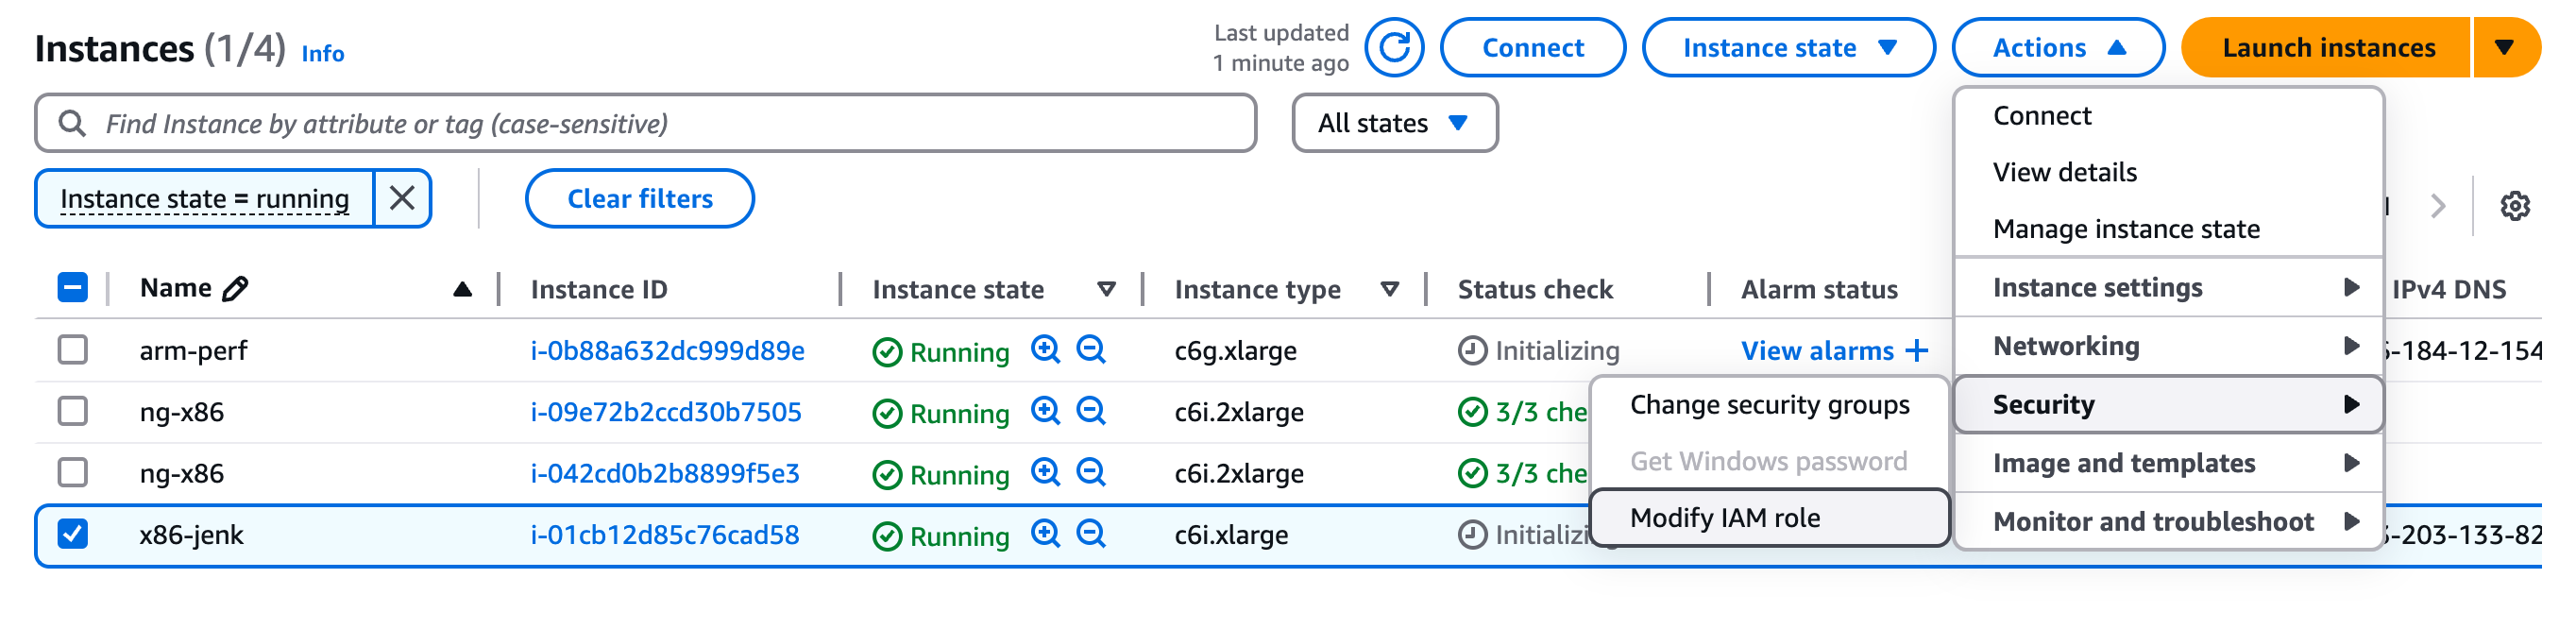 Instances (1/4) Info
Last updated
1 minute ago
Connect
Instance state
Actions
Launch instances
Find Instance by attribute or tag (case-sensitive)
All states
Instance state = running
Clear filters
Connect
View details
Manage instance state
Instance settings
Networking
Security
Image and templates
Monitor and troubleshoot
Change security groups
Get Windows password
Modify IAM role
Name Instance ID Instance state Instance type Status check Alarm status IPv4 DNS
arm-perf i-0b88a632dc999d89e Running c6g.xlarge Initializing View alarms + -184-12-154
ng-x86 i-09e72b2ccd30b7505 Running c6i.2xlarge 3/3 che
ng-x86 i-042cd0b2b8899f5e3 Running c6i.2xlarge 3/3 che
x86-jenk i-01cb12d85c76cad58 Running c6i.xlarge Initializing -203-133-82